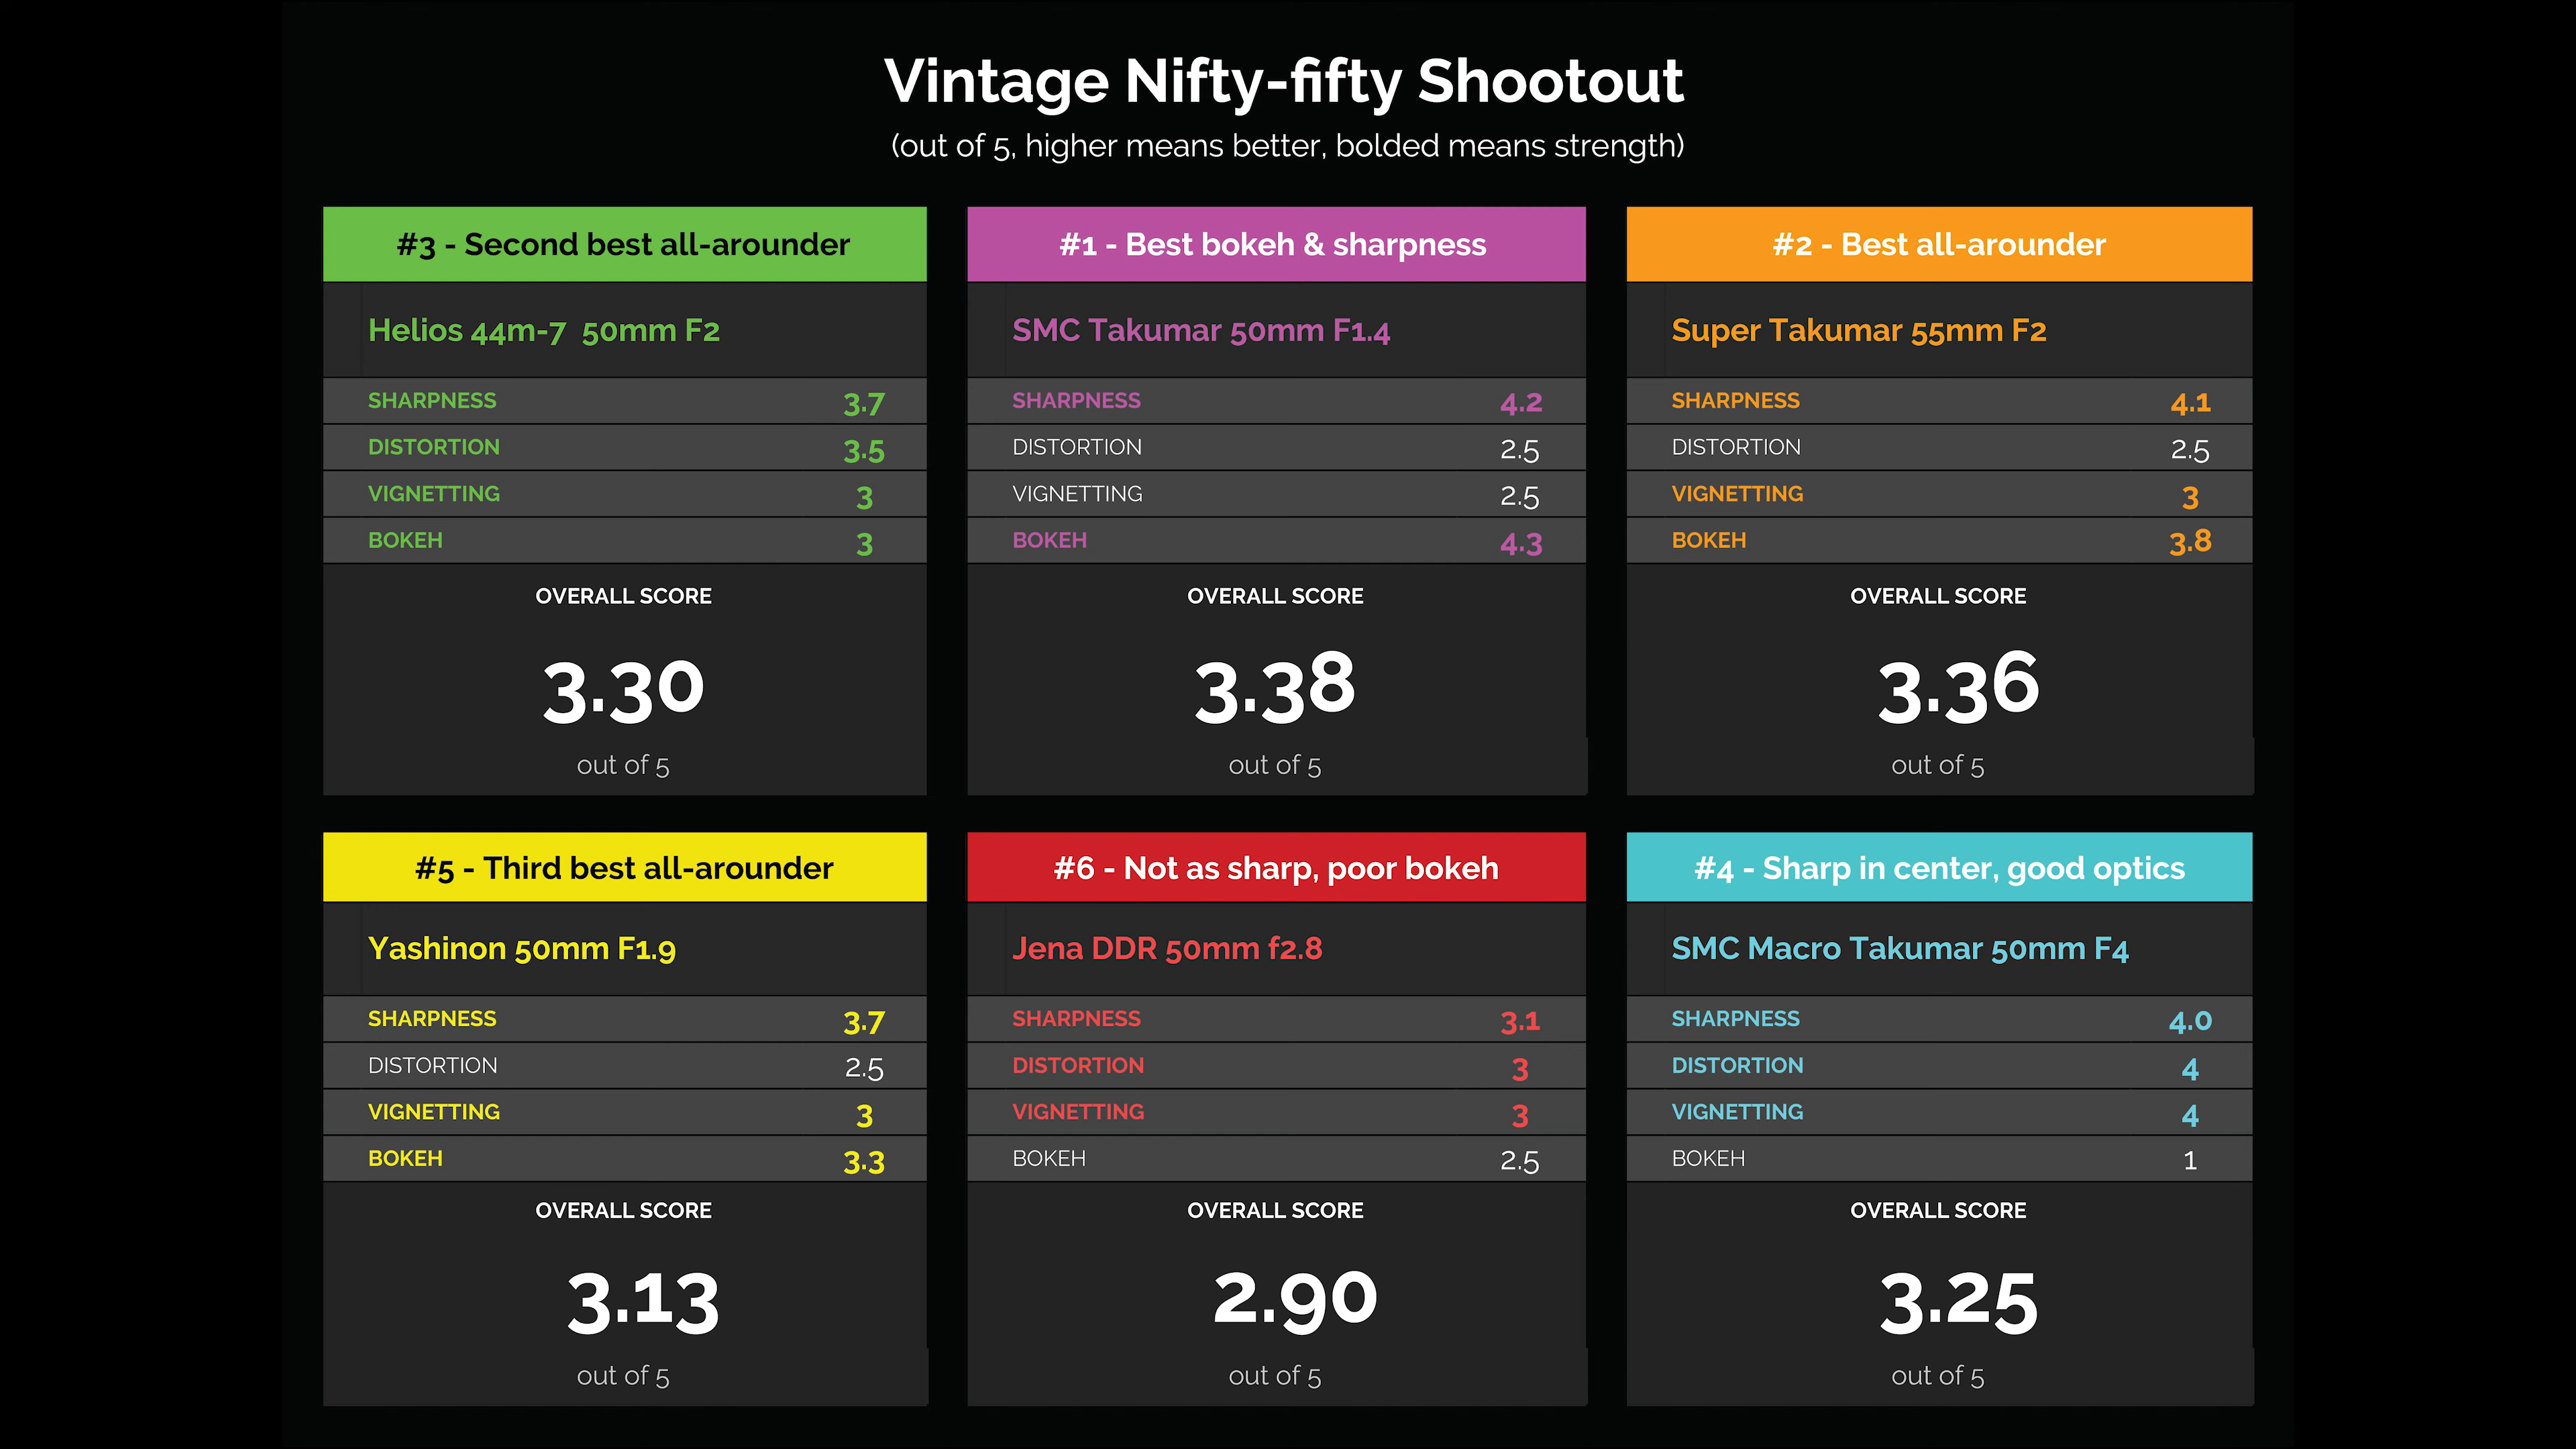 Vintage Nifty-fifty Shootout
(out of 5, higher means better, bolded means strength)
#3 - Second best all-arounder
Helios 44m-7 50mm F2
SHARPNESS 3.7
DISTORTION 3.5
VIGNETTING 3
BOKEH 3
OVERALL SCORE
3.30
out of 5
#1 - Best bokeh & sharpness
SMC Takumar 50mm F1.4
SHARPNESS 4.2
DISTORTION 2.5
VIGNETTING 2.5
BOKEH 4.3
OVERALL SCORE
3.38
out of 5
#2 - Best all-arounder
Super Takumar 55mm F2
SHARPNESS 4.1
DISTORTION 2.5
VIGNETTING 3
BOKEH 3.8
OVERALL SCORE
3.36
out of 5
#5 - Third best all-arounder
Yashinon 50mm F1.9
SHARPNESS 3.7
DISTORTION 2.5
VIGNETTING 3
BOKEH 3.3
OVERALL SCORE
3.13
out of 5
#6 - Not as sharp, poor bokeh
Jena DDR 50mm f2.8
SHARPNESS 3.1
DISTORTION 3
VIGNETTING 3
BOKEH 2.5
OVERALL SCORE
2.90
out of 5
#4 - Sharp in center, good optics
SMC Macro Takumar 50mm F4
SHARPNESS 4.0
DISTORTION 4
VIGNETTING 4
BOKEH 1
OVERALL SCORE
3.25
out of 5